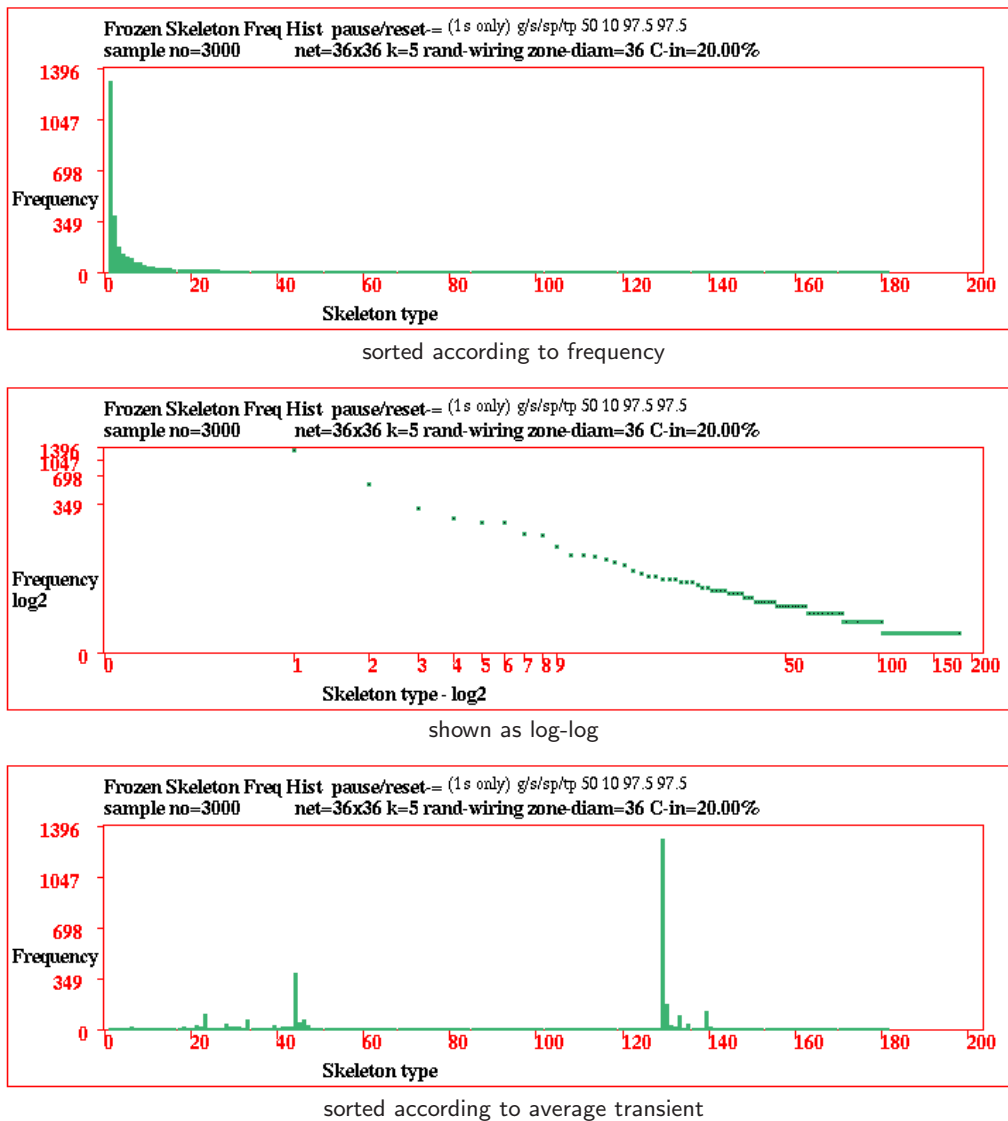 Frozen Skeleton Freq Hist pause/reset-= (1s only) g/s/sp/tp 50 10 97.5 97.5
sample no=3000 net=36x36 k=5 rand-wiring zone-diam=36 C-in=20.00%
1396
1047
698
Frequency
349
0
0 20 40 60 80 100 120 140 160 180 200
Skeleton type
sorted according to frequency
Frozen Skeleton Freq Hist pause/reset-= (1s only) g/s/sp/tp 50 10 97.5 97.5
sample no=3000 net=36x36 k=5 rand-wiring zone-diam=36 C-in=20.00%
1396
1047
698
349
Frequency
log2
0
0 1 2 3 4 5 6 7 8 9 50 100 150 200
Skeleton type - log2
shown as log-log
Frozen Skeleton Freq Hist pause/reset-= (1s only) g/s/sp/tp 50 10 97.5 97.5
sample no=3000 net=36x36 k=5 rand-wiring zone-diam=36 C-in=20.00%
1396
1047
698
Frequency
349
0
0 20 40 60 80 100 120 140 160 180 200
Skeleton type
sorted according to average transient